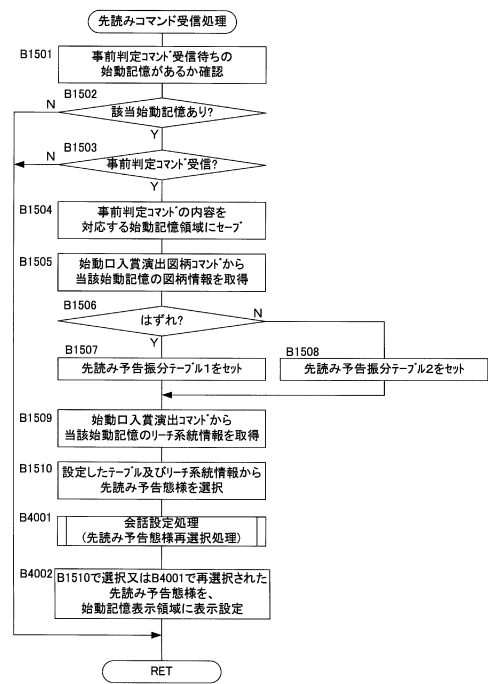 先読みコマンド受信処理
B1501
事前判定コマンド受信待ちの
始動記憶があるか確認
B1502
N
該当始動記憶あり?
Y
B1503
N
事前判定コマンド受信?
Y
B1504
事前判定コマンドの内容を
対応する始動記憶領域にセーブ
B1505
始動口入賞演出図柄コマンドから
当該始動記憶の図柄情報を取得
B1506
N
はずれ?
Y
B1507
先読み予告振分テーブル1をセット
B1508
先読み予告振分テーブル2をセット
B1509
始動口入賞演出コマンドから
当該始動記憶のリーチ系統情報を取得
B1510
設定したテーブル及びリーチ系統情報から
先読み予告態様を選択
B4001
会話設定処理
(先読み予告態様再選択処理)
B4002
B1510で選択又はB4001で再選択された
先読み予告態様を、
始動記憶表示領域に表示設定
RET